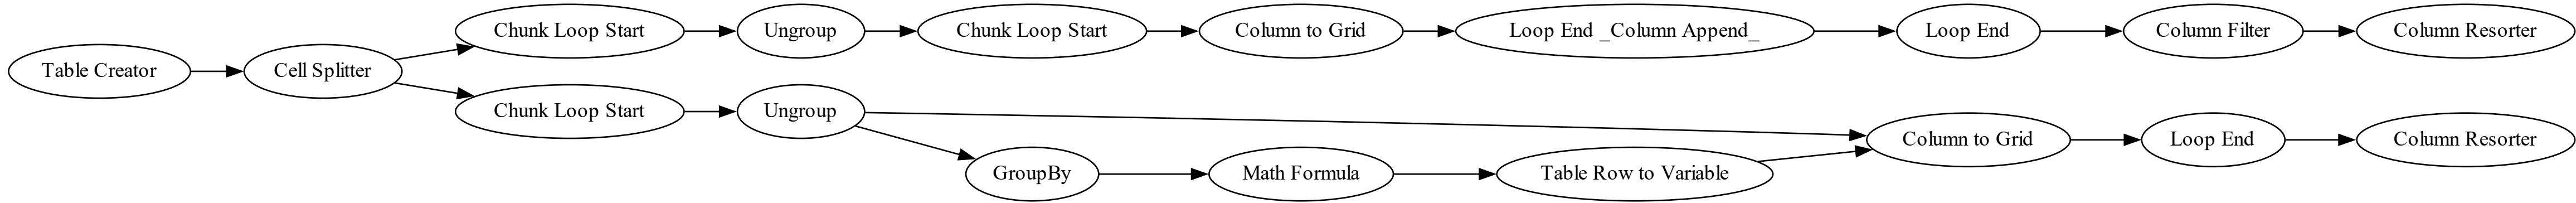 Table Creator
Cell Splitter
Chunk Loop Start
Ungroup
Chunk Loop Start
Column to Grid
Loop End _Column Append_
Loop End
Column Filter
Column Resorter
Chunk Loop Start
Ungroup
GroupBy
Math Formula
Table Row to Variable
Column to Grid
Loop End
Column Resorter